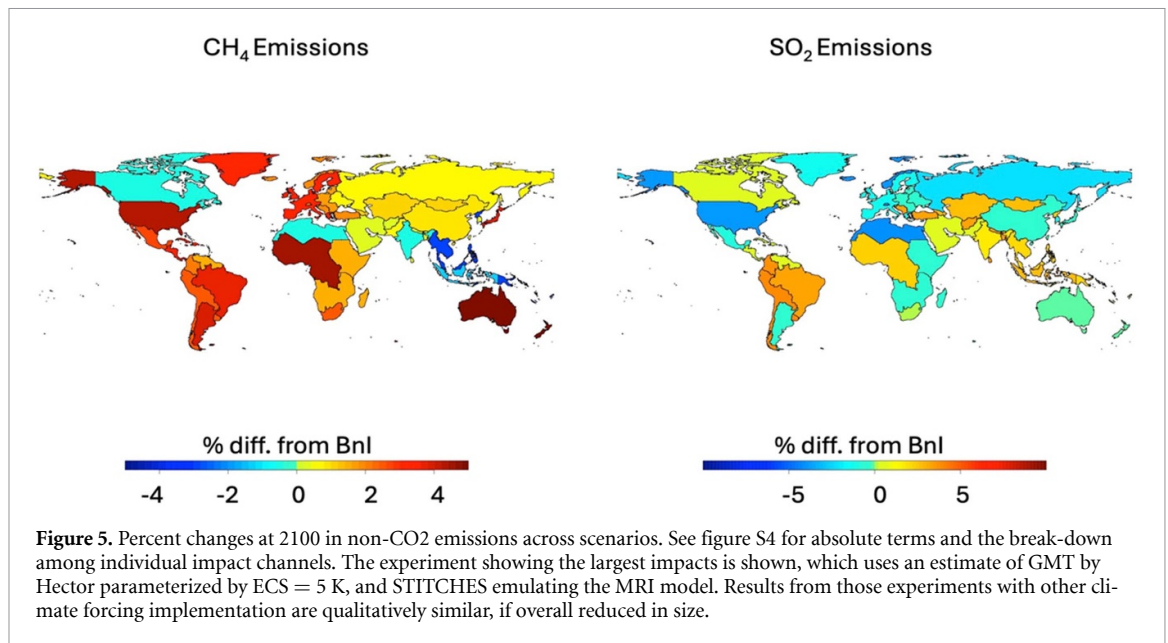 CH₄ Emissions
SO₂ Emissions
% diff. from BnI
-4 -2 0 2 4
% diff. from BnI
-5 0 5
Figure 5. Percent changes at 2100 in non-CO2 emissions across scenarios. See figure S4 for absolute terms and the break-down
among individual impact channels. The experiment showing the largest impacts is shown, which uses an estimate of GMT by
Hector parameterized by ECS = 5 K, and STITCHES emulating the MRI model. Results from those experiments with other cli-
mate forcing implementation are qualitatively similar, if overall reduced in size.